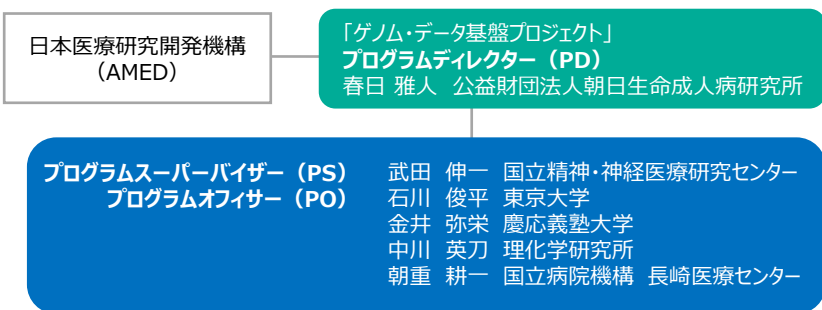 日本医療研究開発機構
（AMED）
「ゲノム・データ基盤プロジェクト」
プログラムディレクター（PD）
春日 雅人 公益財団法人朝日生命成人病研究所
プログラムスーパーバイザー（PS） 武田 伸一 国立精神・神経医療研究センター
プログラムオフィサー（PO） 石川 俊平 東京大学
金井 弥栄 慶応義塾大学
中川 英刀 理化学研究所
朝重 耕一 国立病院機構 長崎医療センター